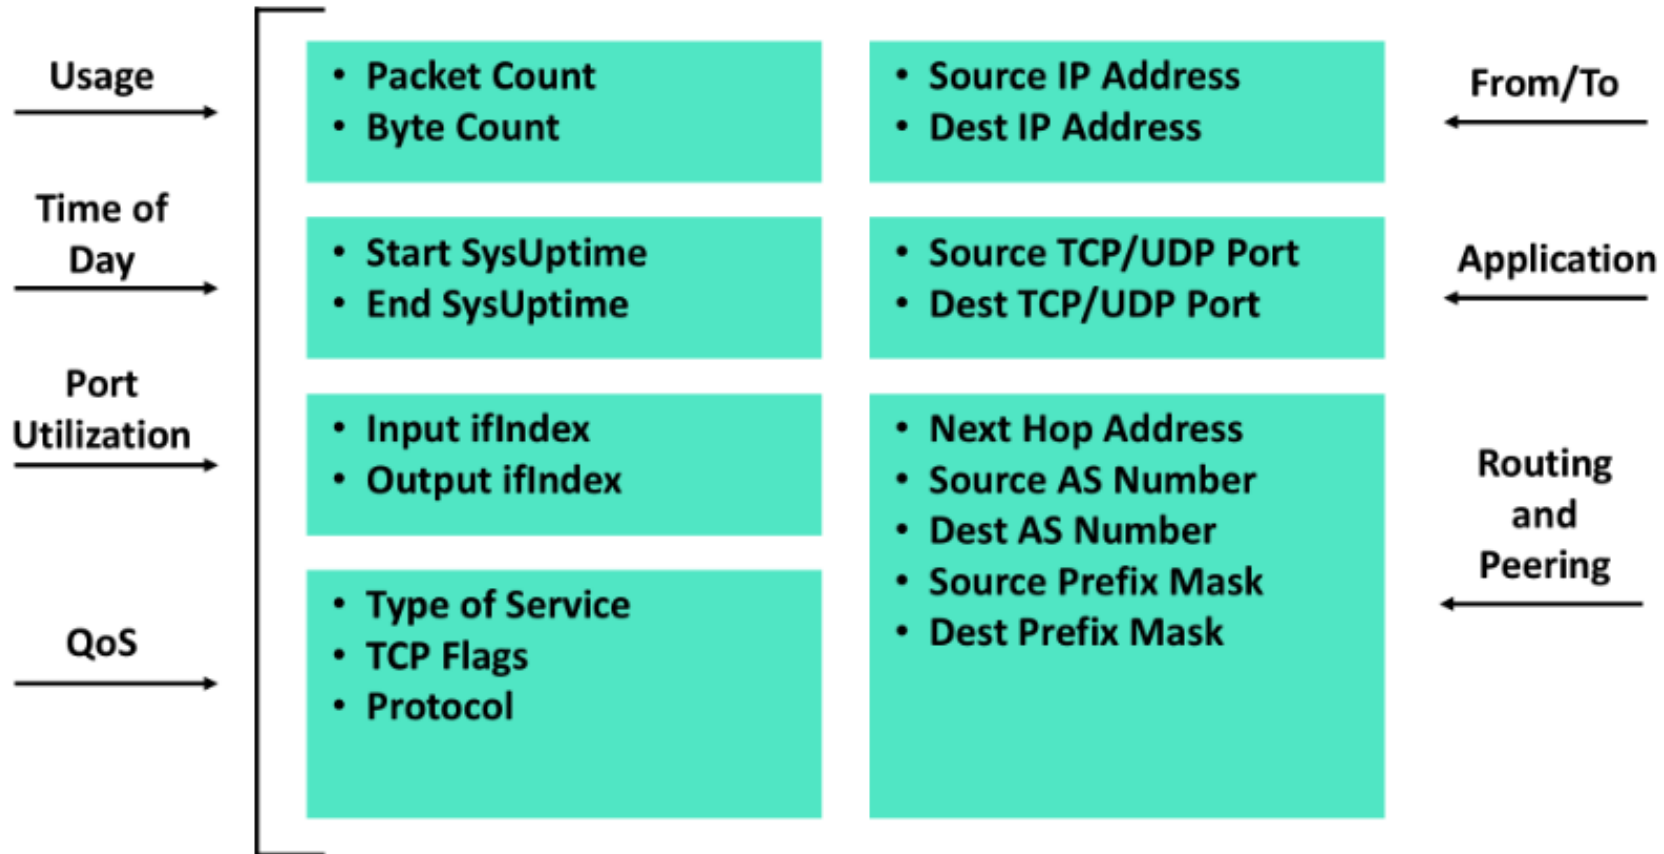 Usage
• Packet Count
• Byte Count
• Source IP Address
• Dest IP Address
From/To
Time of
Day
• Start SysUptime
• End SysUptime
• Source TCP/UDP Port
• Dest TCP/UDP Port
Application
Port
Utilization
• Input ifIndex
• Output ifIndex
• Next Hop Address
• Source AS Number
• Dest AS Number
• Source Prefix Mask
• Dest Prefix Mask
Routing
and
Peering
QoS
• Type of Service
• TCP Flags
• Protocol